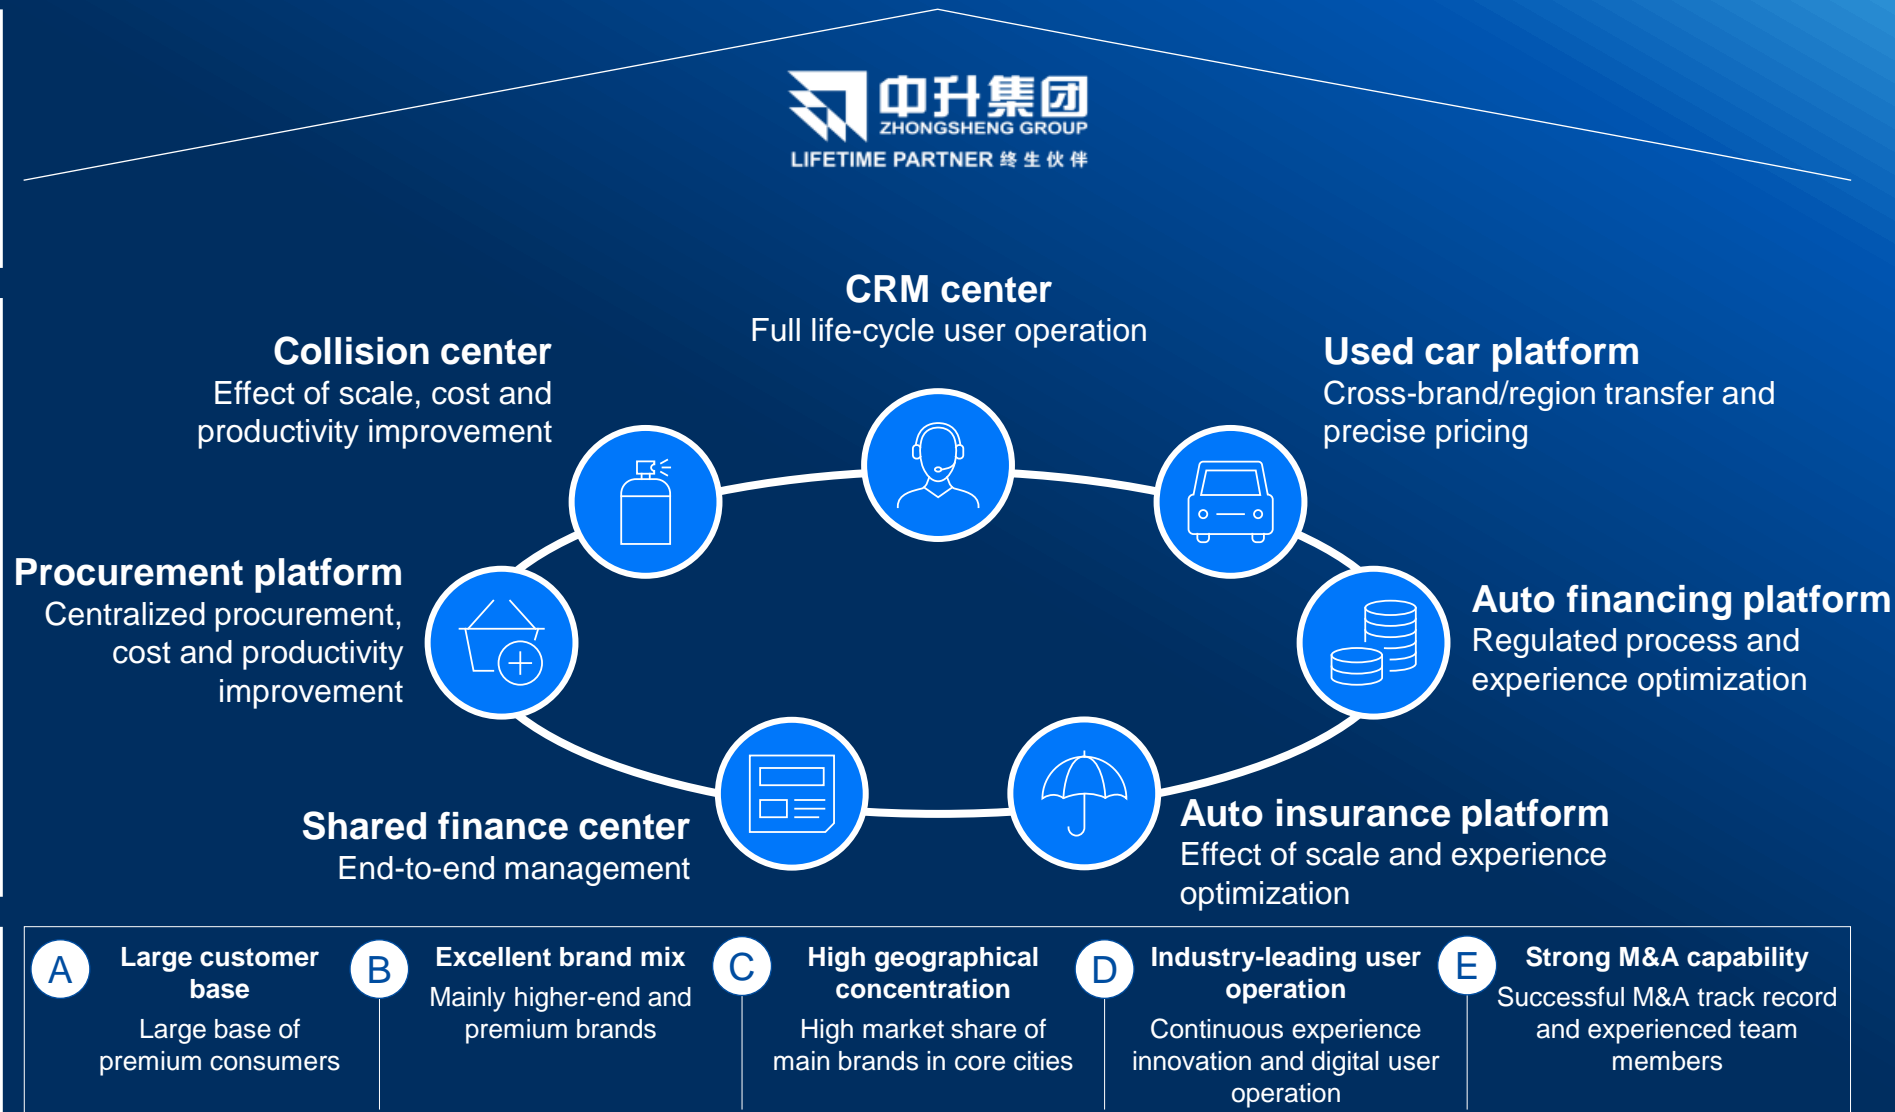 中升集团
ZHONGSHENG GROUP
LIFETIME PARTNER 终生伙伴
CRM center
Full life-cycle user operation
Collision center
Effect of scale, cost and
productivity improvement
Used car platform
Cross-brand/region transfer and
precise pricing
Procurement platform
Centralized procurement,
cost and productivity
improvement
Auto financing platform
Regulated process and
experience optimization
Shared finance center
End-to-end management
Auto insurance platform
Effect of scale and experience
optimization
A
Large customer
base
Large base of
premium consumers
B
Excellent brand mix
Mainly higher-end and
premium brands
C
High geographical
concentration
High market share of
main brands in core cities
D
Industry-leading user
operation
Continuous experience
innovation and digital user
operation
E
Strong M&A capability
Successful M&A track record
and experienced team
members